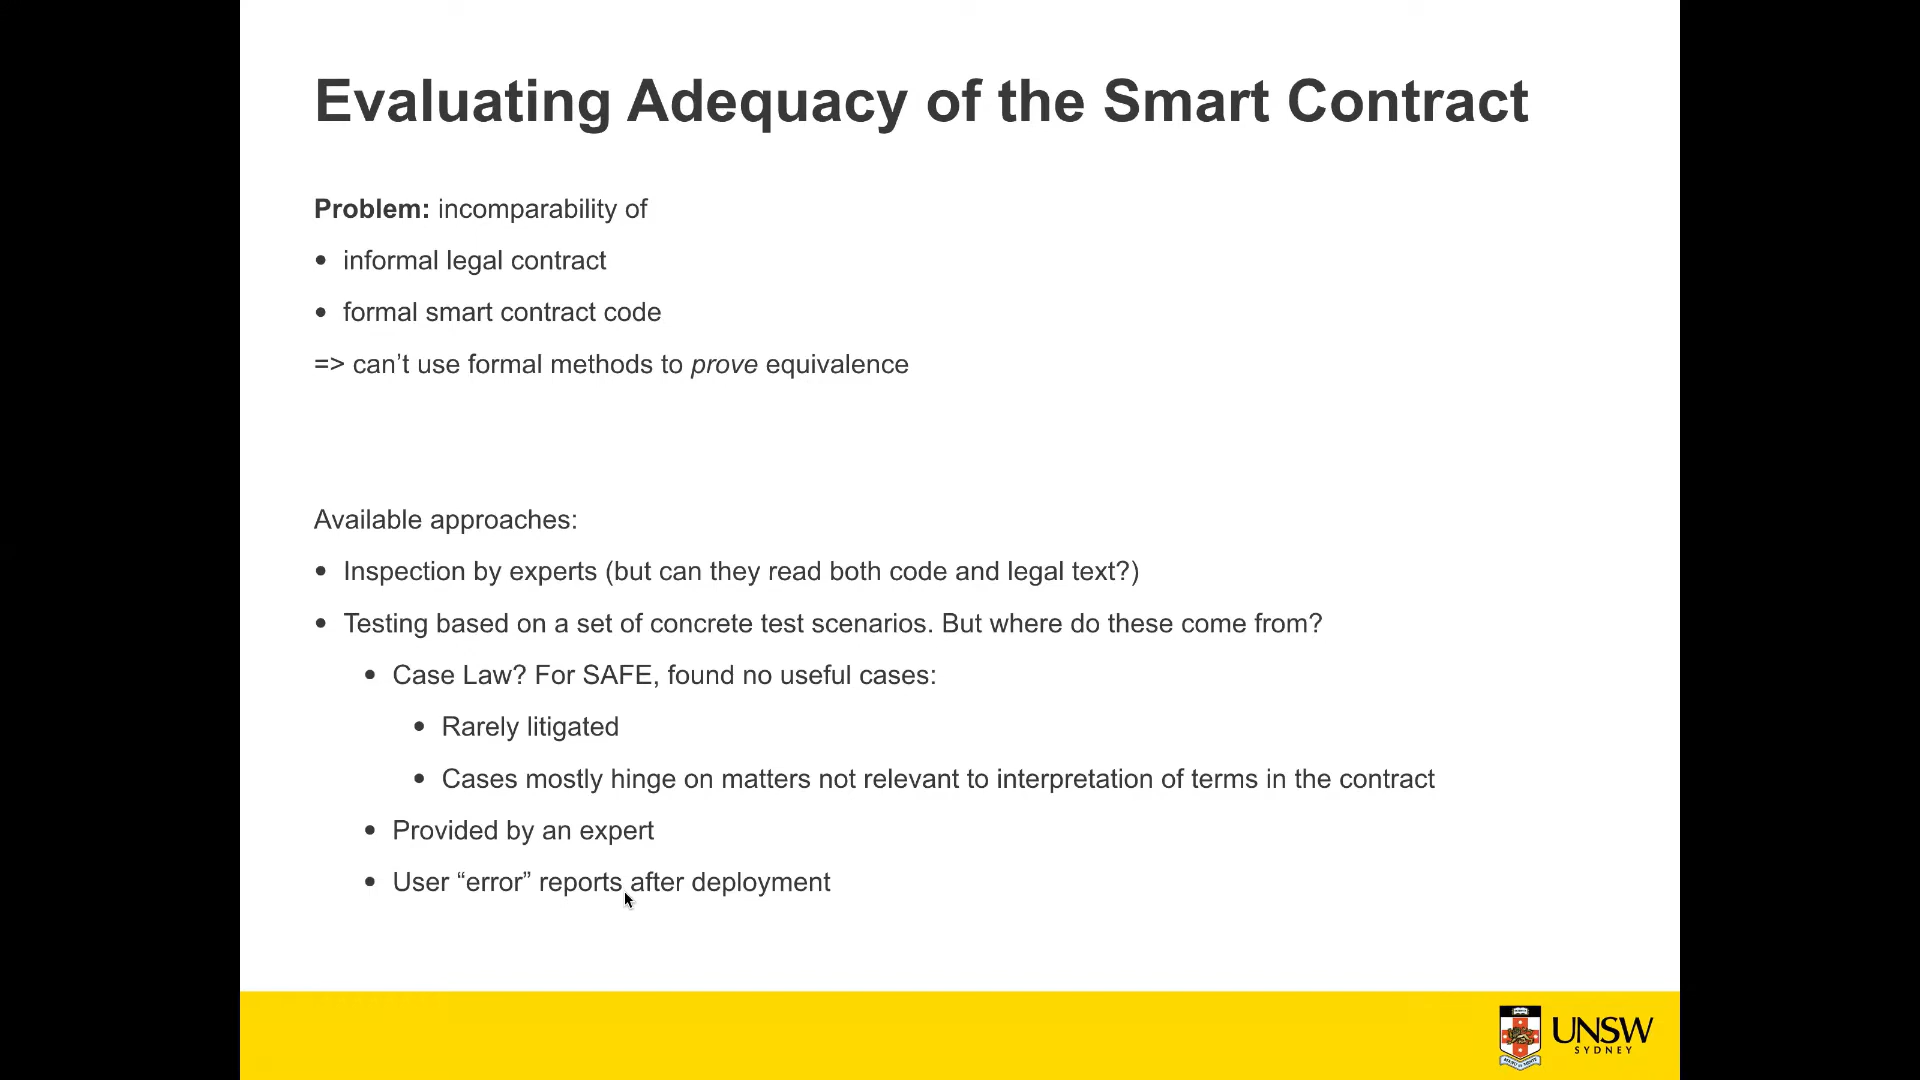 Evaluating Adequacy of the Smart Contract
Problem: incomparability of
• informal legal contract
• formal smart contract code
=> can’t use formal methods to prove equivalence
Available approaches:
• Inspection by experts (but can they read both code and legal text?)
• Testing based on a set of concrete test scenarios. But where do these come from?
• Case Law? For SAFE, found no useful cases:
• Rarely litigated
• Cases mostly hinge on matters not relevant to interpretation of terms in the contract
• Provided by an expert
• User “error” reports after deployment
UNSW
SYDNEY